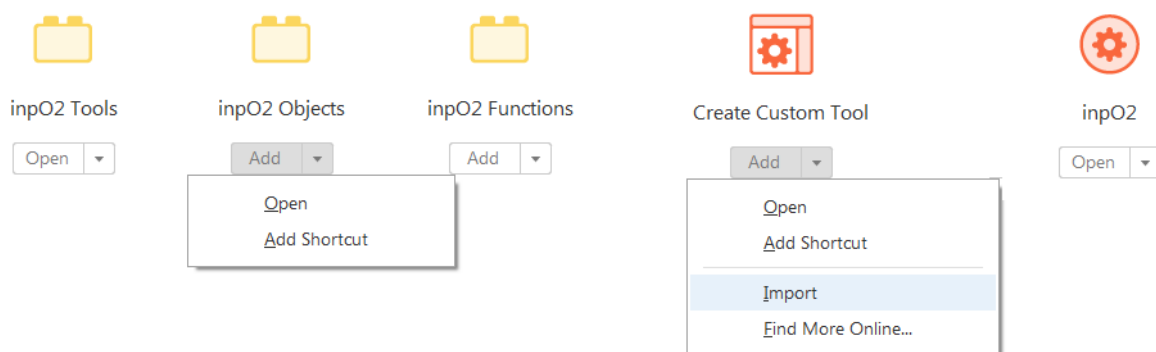 inpO2 Tools
inpO2 Objects
inpO2 Functions
Create Custom Tool
inpO2
Open
Add
Add
Add
Open
Open
Add Shortcut
Open
Add Shortcut
Import
Find More Online...